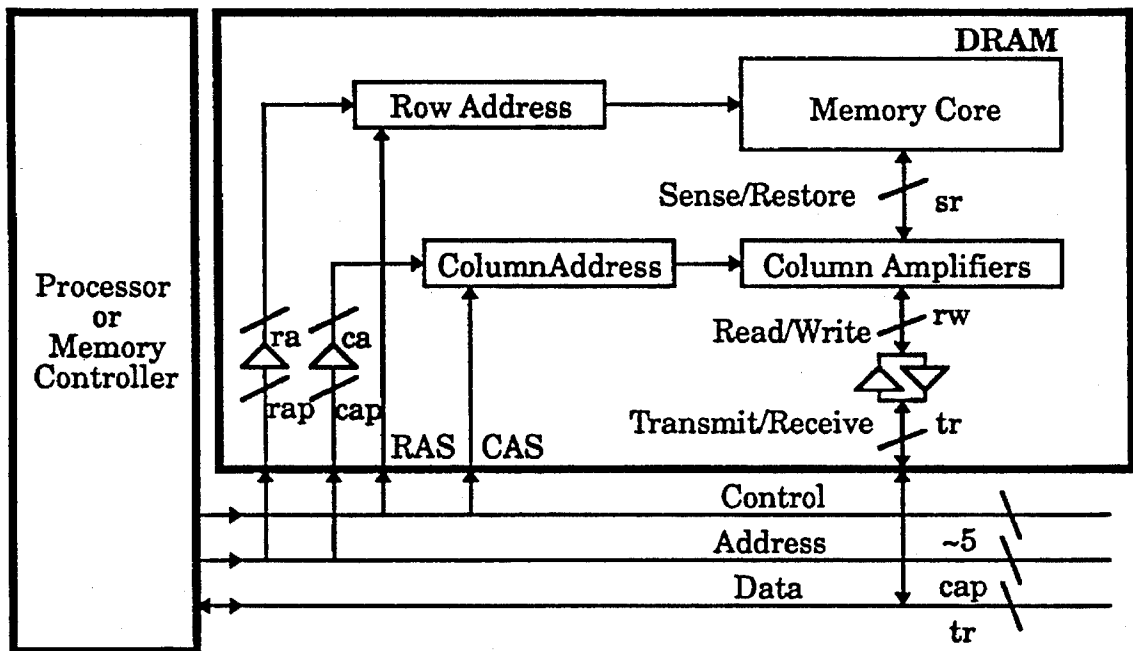 DRAM
Row Address
Memory Core
Sense/Restore
sr
ColumnAddress
Column Amplifiers
Processor
or
Memory
Controller
ra
ca
Read/Write
rw
rap
cap
Transmit/Receive
tr
RAS
CAS
Control
Address
~5
Data
cap
tr